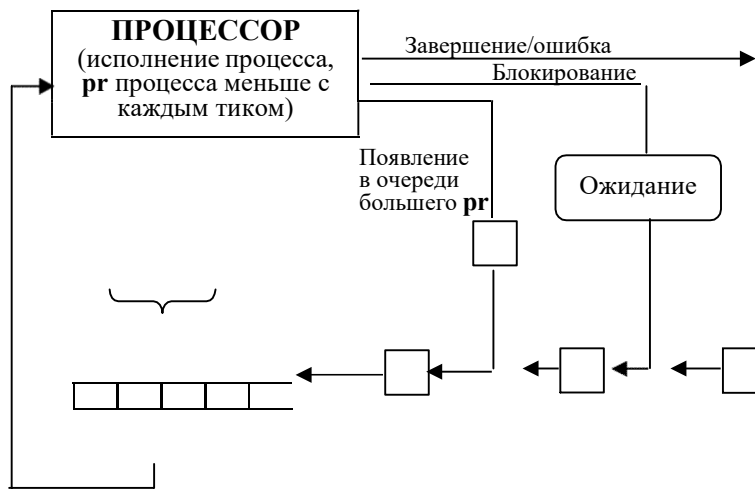 ПРОЦЕССОР
(исполнение процесса,
pr процесса меньше с
каждым тиком)
Завершение/ошибка
Блокирование
Появление
в очереди
большего pr
Ожидание